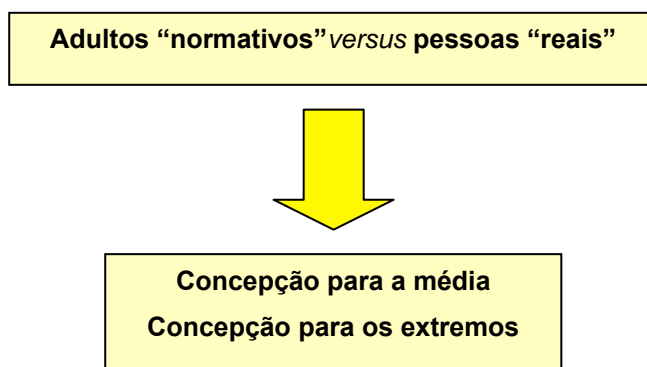 Adultos “normativos” versus pessoas “reais”
Concepção para a média
Concepção para os extremos